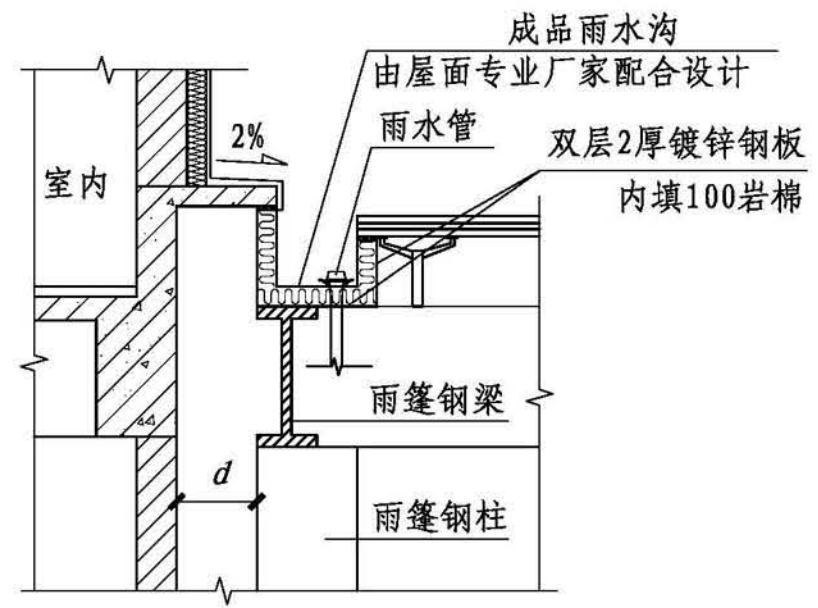 成品雨水沟
由屋面专业厂家配合设计
雨水管
2%
双层2厚镀锌钢板
室内
内填100岩棉
雨篷钢梁
d
雨篷钢柱